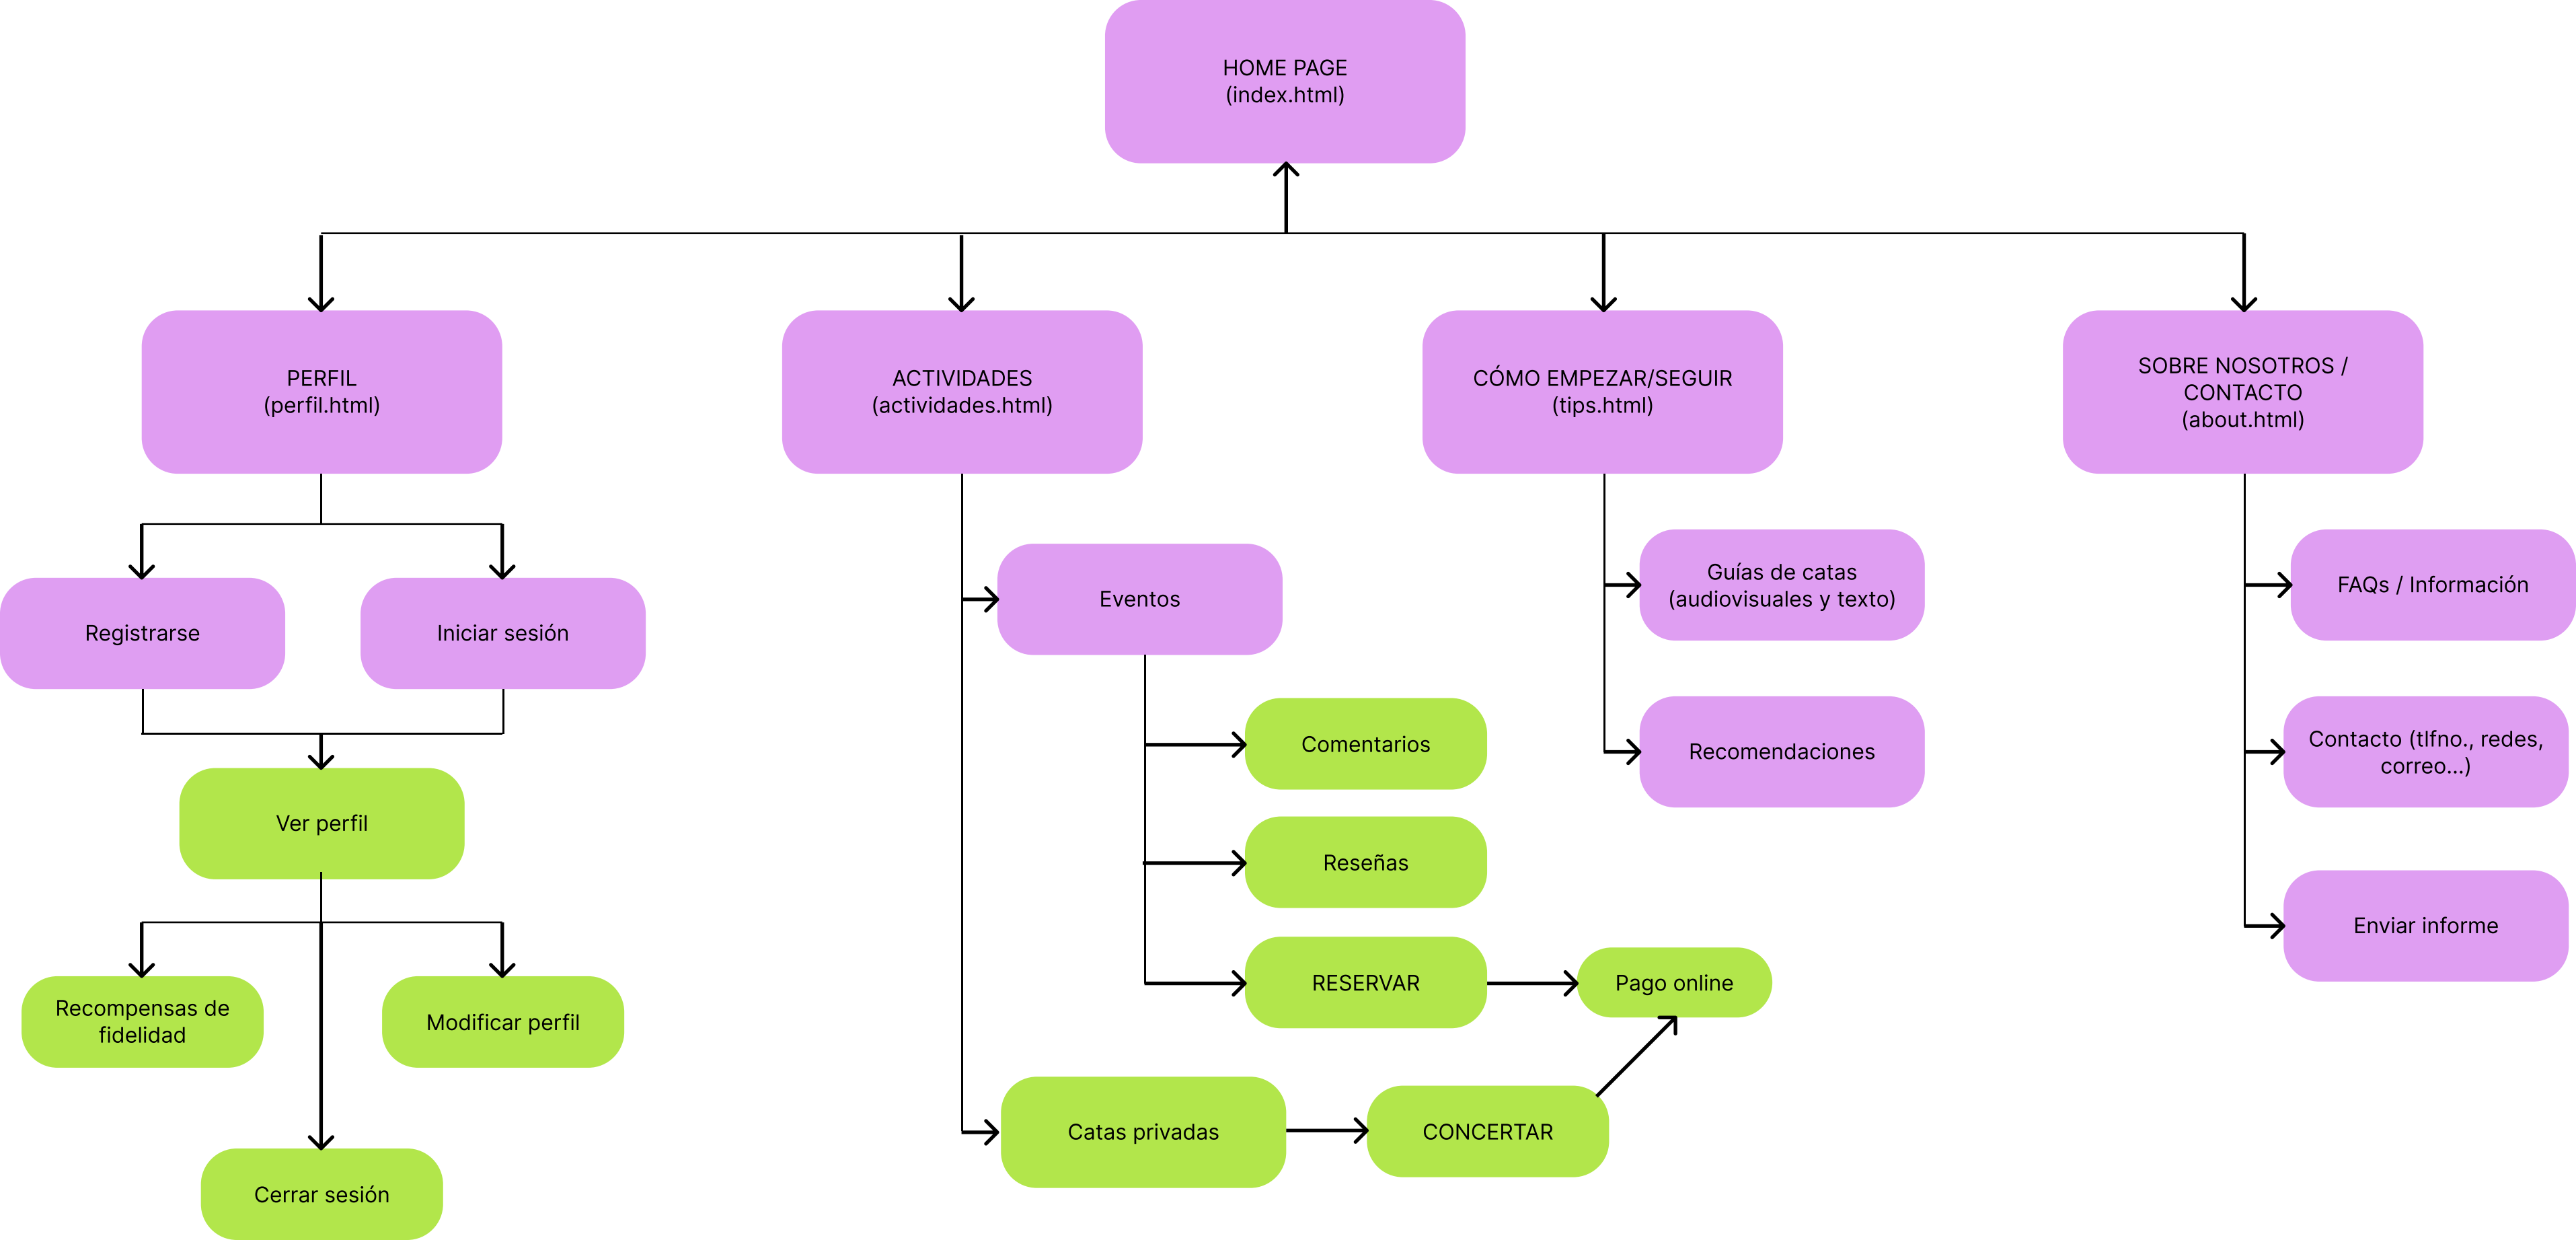 HOME PAGE
(index.html)
PERFIL
(perfil.html)
ACTIVIDADES
(actividades.html)
CÓMO EMPEZAR/SEGUIR
(tips.html)
SOBRE NOSOTROS /
CONTACTO
(about.html)
Registrarse
Iniciar sesión
Ver perfil
Recompensas de
fidelidad
Modificar perfil
Cerrar sesión
Eventos
Comentarios
Reseñas
RESERVAR
Pago online
Catas privadas
CONCERTAR
Guías de catas
(audiovisuales y texto)
Recomendaciones
FAQs / Información
Contacto (tlfno., redes,
correo...)
Enviar informe